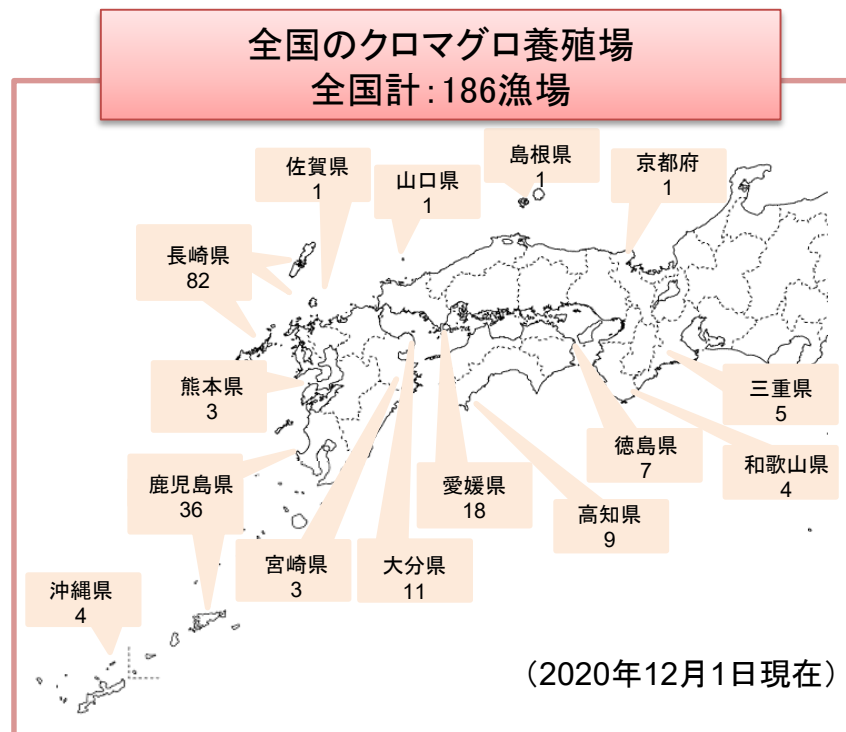 全国のクロマグロ養殖場
全国計：186漁場
佐賀県
1
山口県
1
島根県
1
京都府
1
長崎県
82
熊本県
3
三重県
5
徳島県
7
和歌山県
4
鹿児島県
36
愛媛県
18
高知県
9
宮崎県
3
大分県
11
沖縄県
4
（2020年12月1日現在）